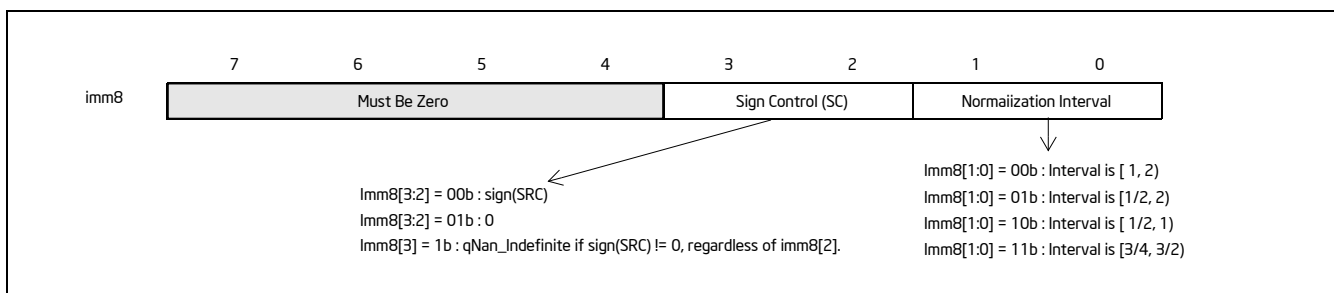 7 6 5 4 3 2 1 0
imm8 Must Be Zero Sign Control (SC) Normaiization Interval
Imm8[3:2] = 00b : sign(SRC)
Imm8[3:2] = 01b : 0
Imm8[3] = 1b : qNan_Indefinite if sign(SRC) != 0, regardless of imm8[2].
Imm8[1:0] = 00b : Interval is [ 1, 2)
Imm8[1:0] = 01b : Interval is [1/2, 2)
Imm8[1:0] = 10b : Interval is [ 1/2, 1)
Imm8[1:0] = 11b : Interval is [3/4, 3/2)